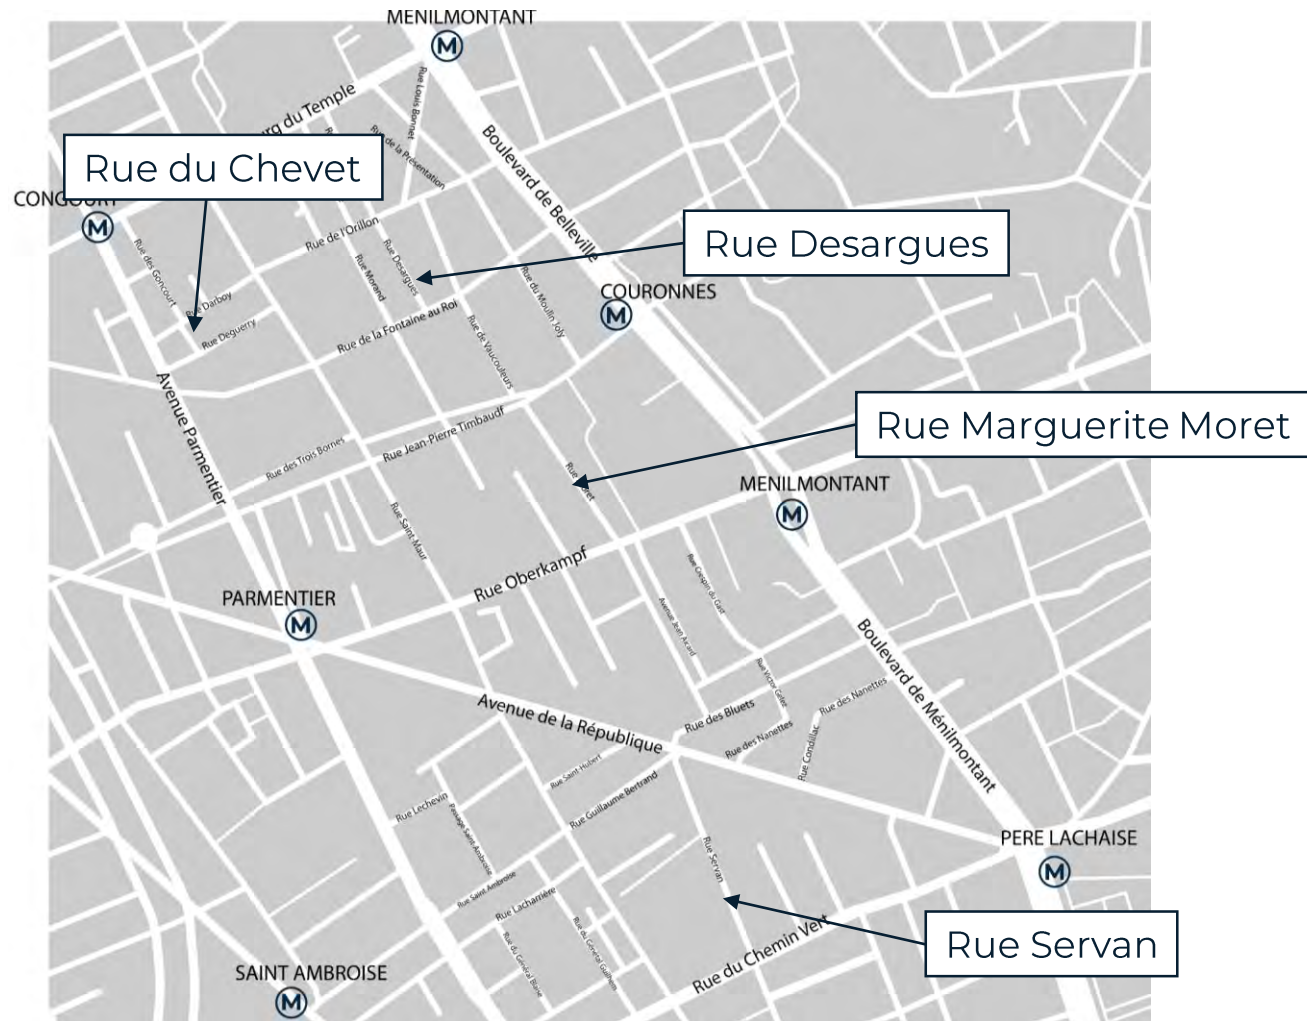 MENILMONTANT
M
Rue Louis Bonnet
rg du Temple
Rue de la Présentation
Boulevard de Belleville
Rue du Chevet
M
Rue de l'Orillon
Rue des Goncourt
Rue Desargues
Rue Desargues
Rue Morand
Rue du Moulin Joly
COURONNES
M
Rue Darboy
Rue Deguerry
Rue de la Fontaine au Roi
Rue de Vaucouleurs
Avenue Parmentier
Rue Jean-Pierre Timbaudf
Rue des Trois Bornes
Rue Marguerite Moret
MENILMONTANT
M
Rue Saint-Maur
Rue Oberkampf
Rue Crespin du Gast
PARMENTIER
M
Avenue Jean Aicard
Boulevard de Ménilmontant
Rue Victor Gelez
Rue des Nanettes
Avenue de la République
Rue des Bluets
Rue des Nanettes
Rue Condillac
Rue Saint-Hubert
Rue Guillaume Bertrand
Rue Lechevin
Passage Saint-Ambroise
Rue Servan
PERE LACHAISE
M
Rue Saint Ambroise
Rue Lacharrière
Rue du Général Blaise
Rue du Général Guilhem
Rue du Chemin Vert
Rue Servan
SAINT AMBROISE
M